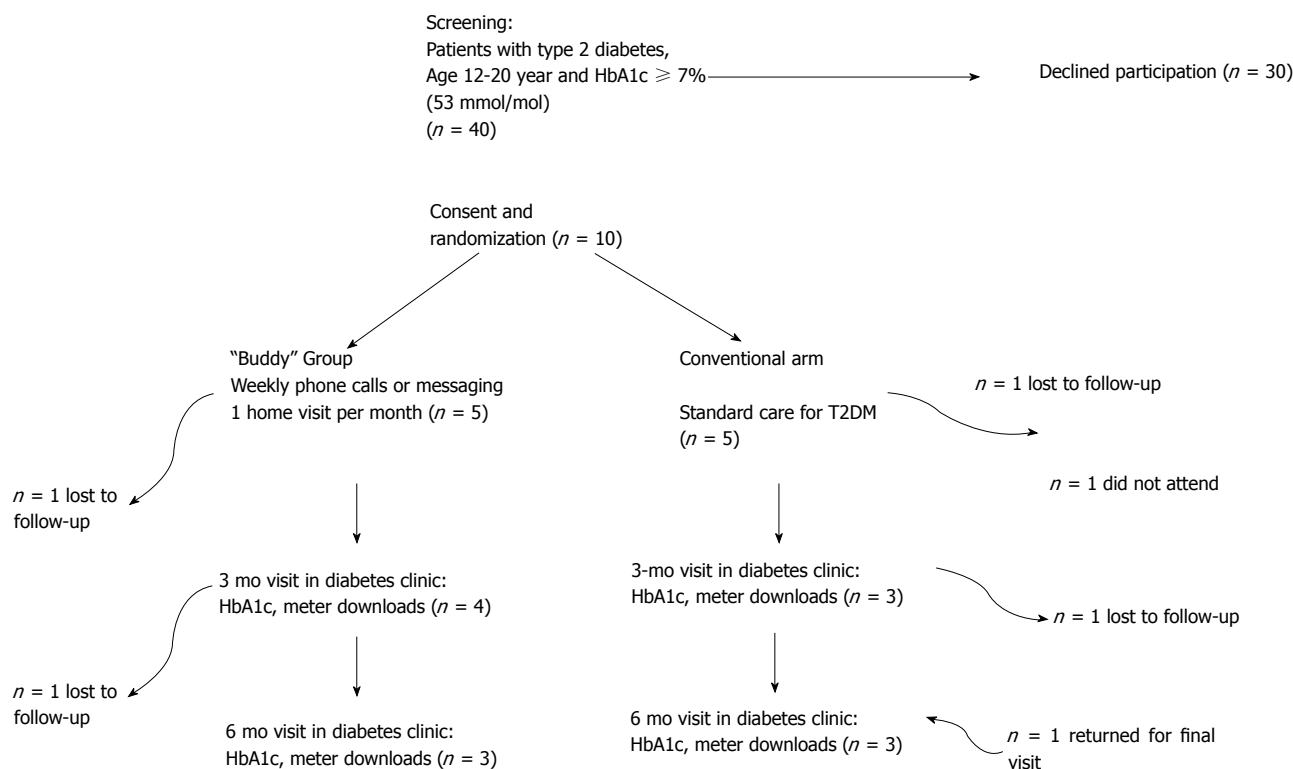 Screening:
Patients with type 2 diabetes,
Age 12-20 year and HbA1c ⩾ 7%
(53 mmol/mol)
(n = 40)
Declined participation (n = 30)
Consent and
randomization (n = 10)
“Buddy” Group
Weekly phone calls or messaging
1 home visit per month (n = 5)
Conventional arm
Standard care for T2DM
(n = 5)
n = 1 lost to follow-up
n = 1 did not attend
n = 1 lost to
follow-up
3 mo visit in diabetes clinic:
HbA1c, meter downloads (n = 4)
3-mo visit in diabetes clinic:
HbA1c, meter downloads (n = 3)
n = 1 lost to follow-up
n = 1 lost to
follow-up
6 mo visit in diabetes clinic:
HbA1c, meter downloads (n = 3)
6 mo visit in diabetes clinic:
HbA1c, meter downloads (n = 3)
n = 1 returned for final
visit